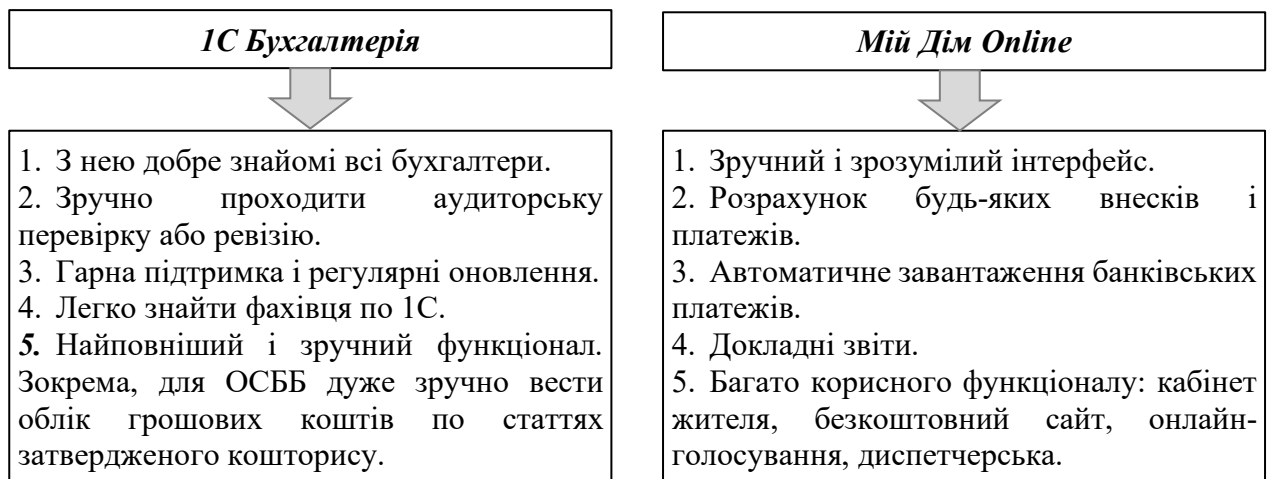 1С Бухгалтерія
1. З нею добре знайомі всі бухгалтери.
2. Зручно проходити аудиторську
перевірку або ревізію.
3. Гарна підтримка і регулярні оновлення.
4. Легко знайти фахівця по 1С.
5. Найповніший і зручний функціонал.
Зокрема, для ОСББ дуже зручно вести
облік грошових коштів по статтях
затвердженого кошторису.
Мій Дім Online
1. Зручний і зрозумілий інтерфейс.
2. Розрахунок будь-яких внесків і
платежів.
3. Автоматичне завантаження банківських
платежів.
4. Докладні звіти.
5. Багато корисного функціоналу: кабінет
жителя, безкоштовний сайт, онлайн-
голосування, диспетчерська.